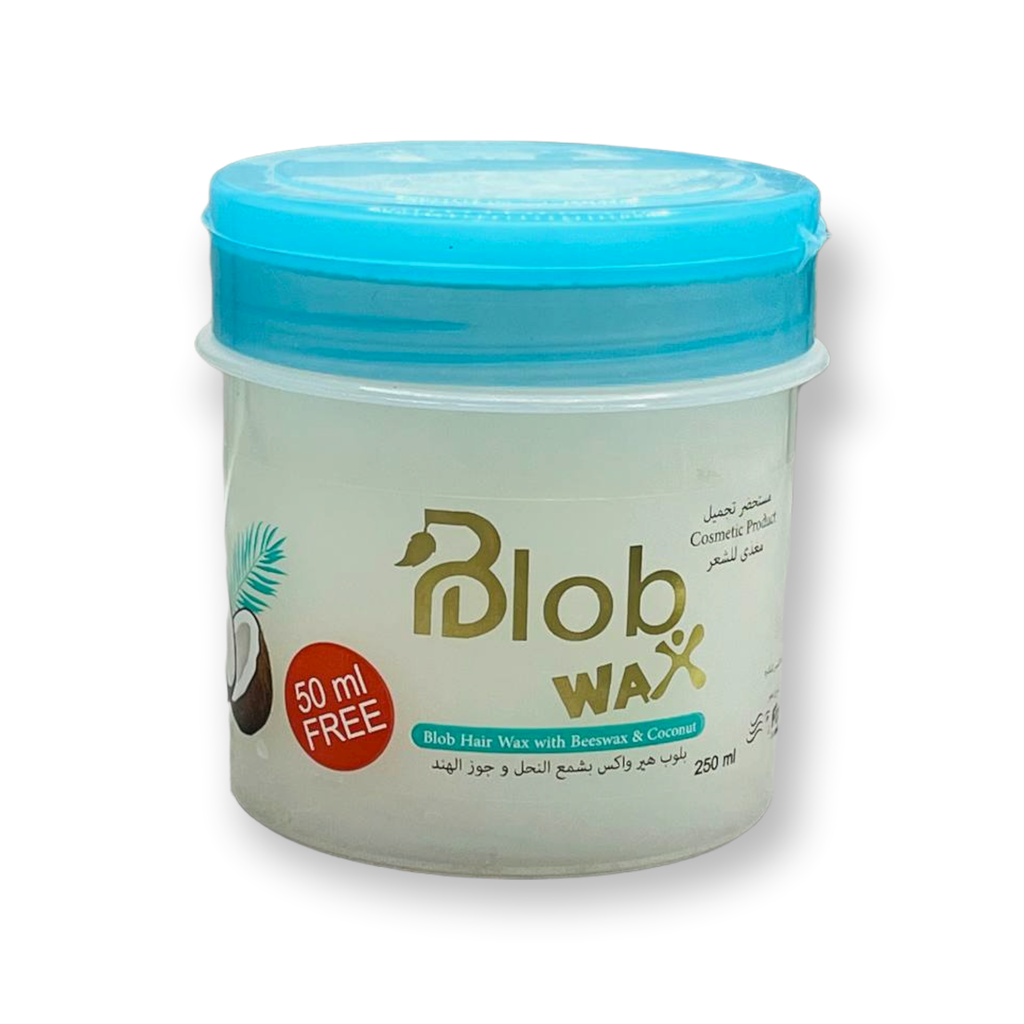 مستحضر تجميل
Cosmetic Product
مغذى للشعر
Blob
WAX
50 ml
FREE
Blob Hair Wax with Beeswax & Coconut
بلوب هير واكس بشمع النحل و جوز الهند
250 ml